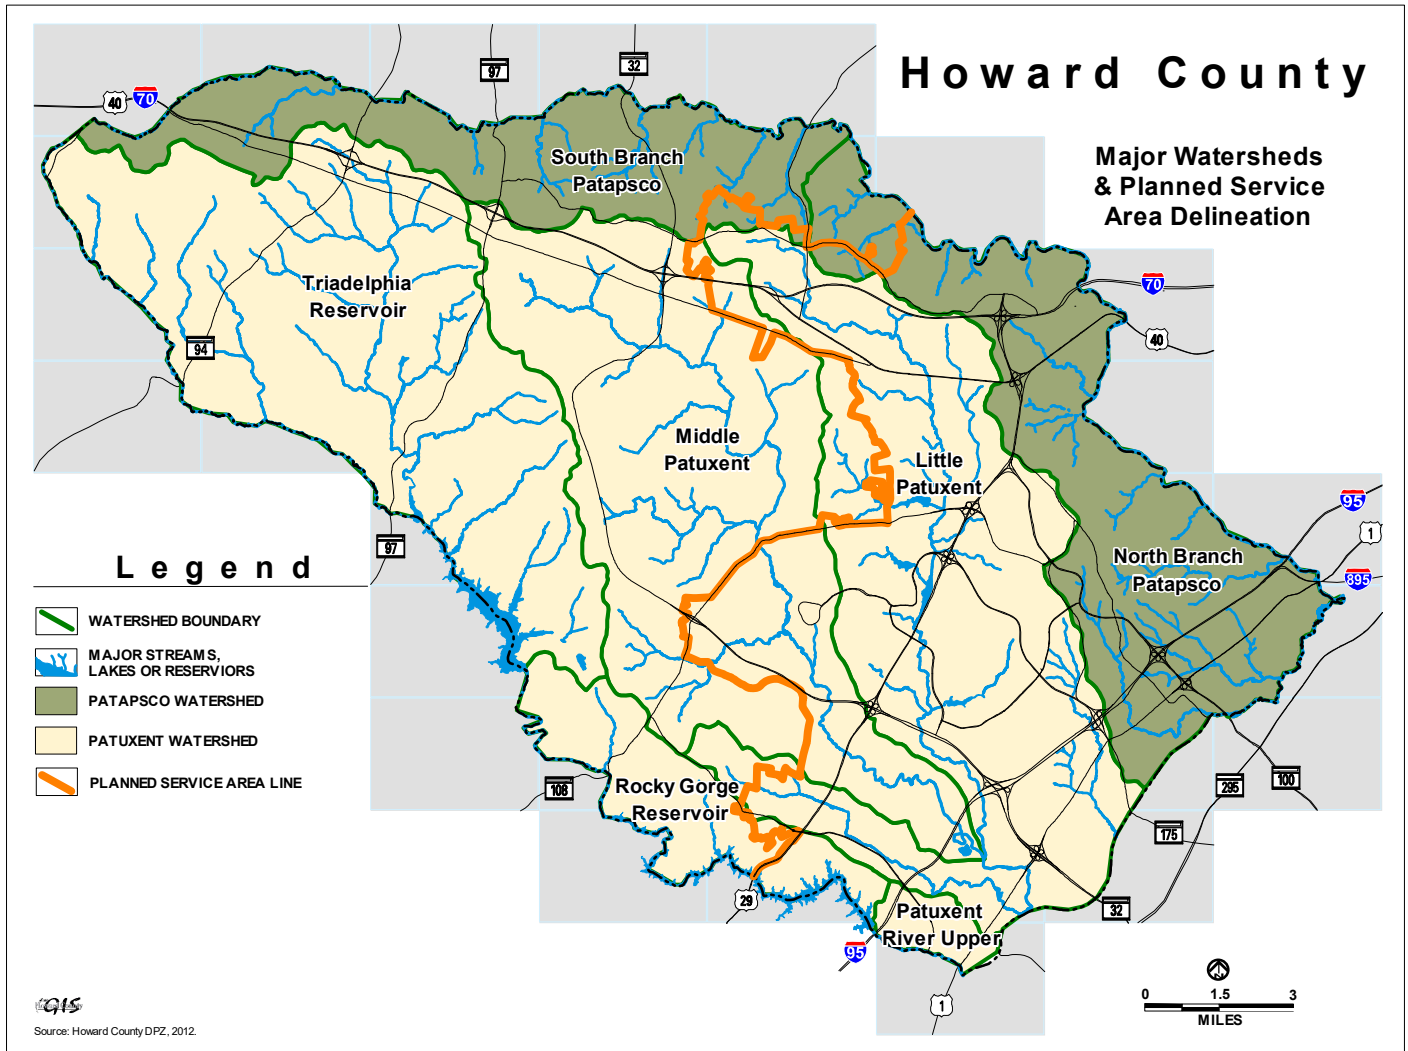 Howard County
Major Watersheds
& Planned Service
Area Delineation
97
32
40
70
South Branch
Patapsco
Triadelphia
Reservoir
70
94
40
Middle
Patuxent
Little
Patuxent
95
1
97
North Branch
Patapsco
895
Legend
WATERSHED BOUNDARY
MAJOR STREAMS,
LAKES OR RESERVIORS
PATAPSCO WATERSHED
PATUXENT WATERSHED
PLANNED SERVICE AREA LINE
108
Rocky Gorge
Reservoir
295
100
175
29
32
Patuxent
River Upper
95
1
N
0 1.5 3
MILES
Howard County
GIS
Source: Howard County DPZ, 2012.